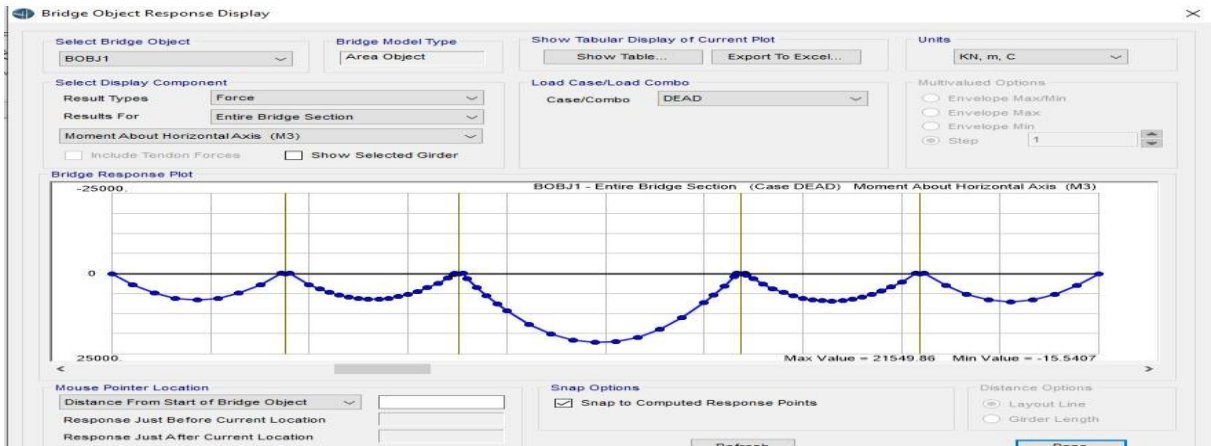 Bridge Object Response Display
Select Bridge Object
BOBJ1
Bridge Model Type
Area Object
Show Tabular Display of Current Plot
Show Table...
Export To Excel...
Units
KN, m, C
Select Display Component
Result Types
Force
Results For
Entire Bridge Section
Moment About Horizontal Axis (M3)
Include Tendon Forces
Show Selected Girder
Load Case/Load Combo
Case/Combo
DEAD
Multivalued Options
Envelope Max/Min
Envelope Max
Envelope Min
Step
1
Bridge Response Plot
-25000.
BOBJ1 - Entire Bridge Section (Case DEAD) Moment About Horizontal Axis (M3)
0
25000.
Max Value = 21549.86 Min Value = -15.5407
Mouse Pointer Location
Distance From Start of Bridge Object
Response Just Before Current Location
Response Just After Current Location
Snap Options
Snap to Computed Response Points
Distance Options
Layout Line
Girder Length
Refresh
Done